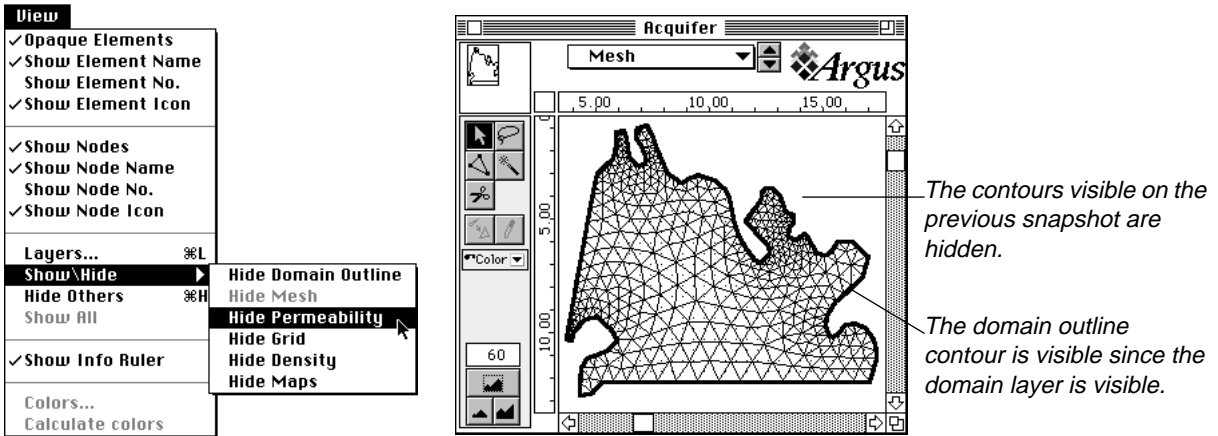 View
✓Opaque Elements
✓Show Element Name
Show Element No.
✓Show Element Icon
✓Show Nodes
✓Show Node Name
Show Node No.
✓Show Node Icon
Layers... ⌘L
Show\Hide
Hide Others ⌘H
Show All
✓Show Info Ruler
Colors...
Calculate colors
Hide Domain Outline
Hide Mesh
Hide Permeability
Hide Grid
Hide Density
Hide Maps
Acquifer
Mesh
Argus
5.00 10.00 15.00
0
5.00
10.00
Color
60
The contours visible on the
previous snapshot are
hidden.
The domain outline
contour is visible since the
domain layer is visible.